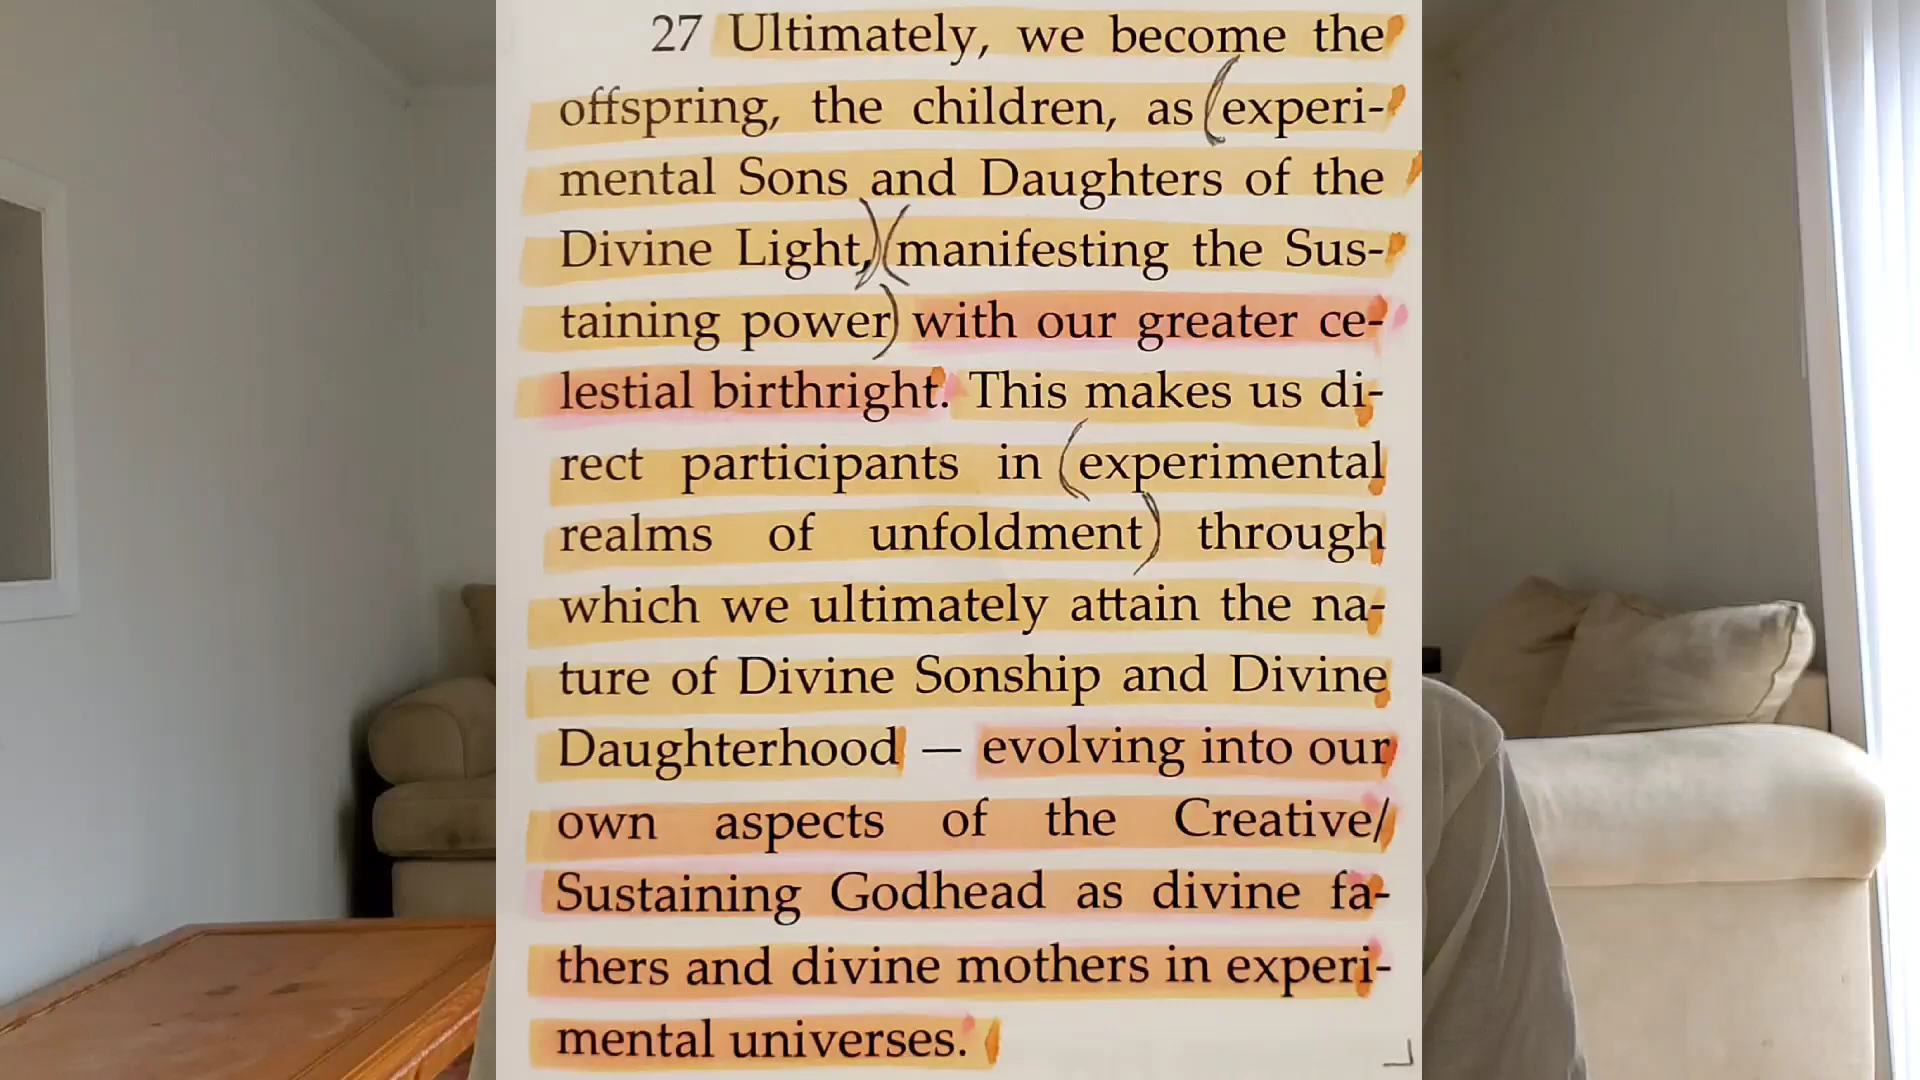 27 Ultimately, we become the
offspring, the children, as (experi-
mental Sons and Daughters of the
Divine Light,) (manifesting the Sus-
taining power) with our greater ce-
lestial birthright. This makes us di-
rect participants in (experimental
realms of unfoldment) through
which we ultimately attain the na-
ture of Divine Sonship and Divine
Daughterhood — evolving into our
own aspects of the Creative/
Sustaining Godhead as divine fa-
thers and divine mothers in experi-
mental universes.